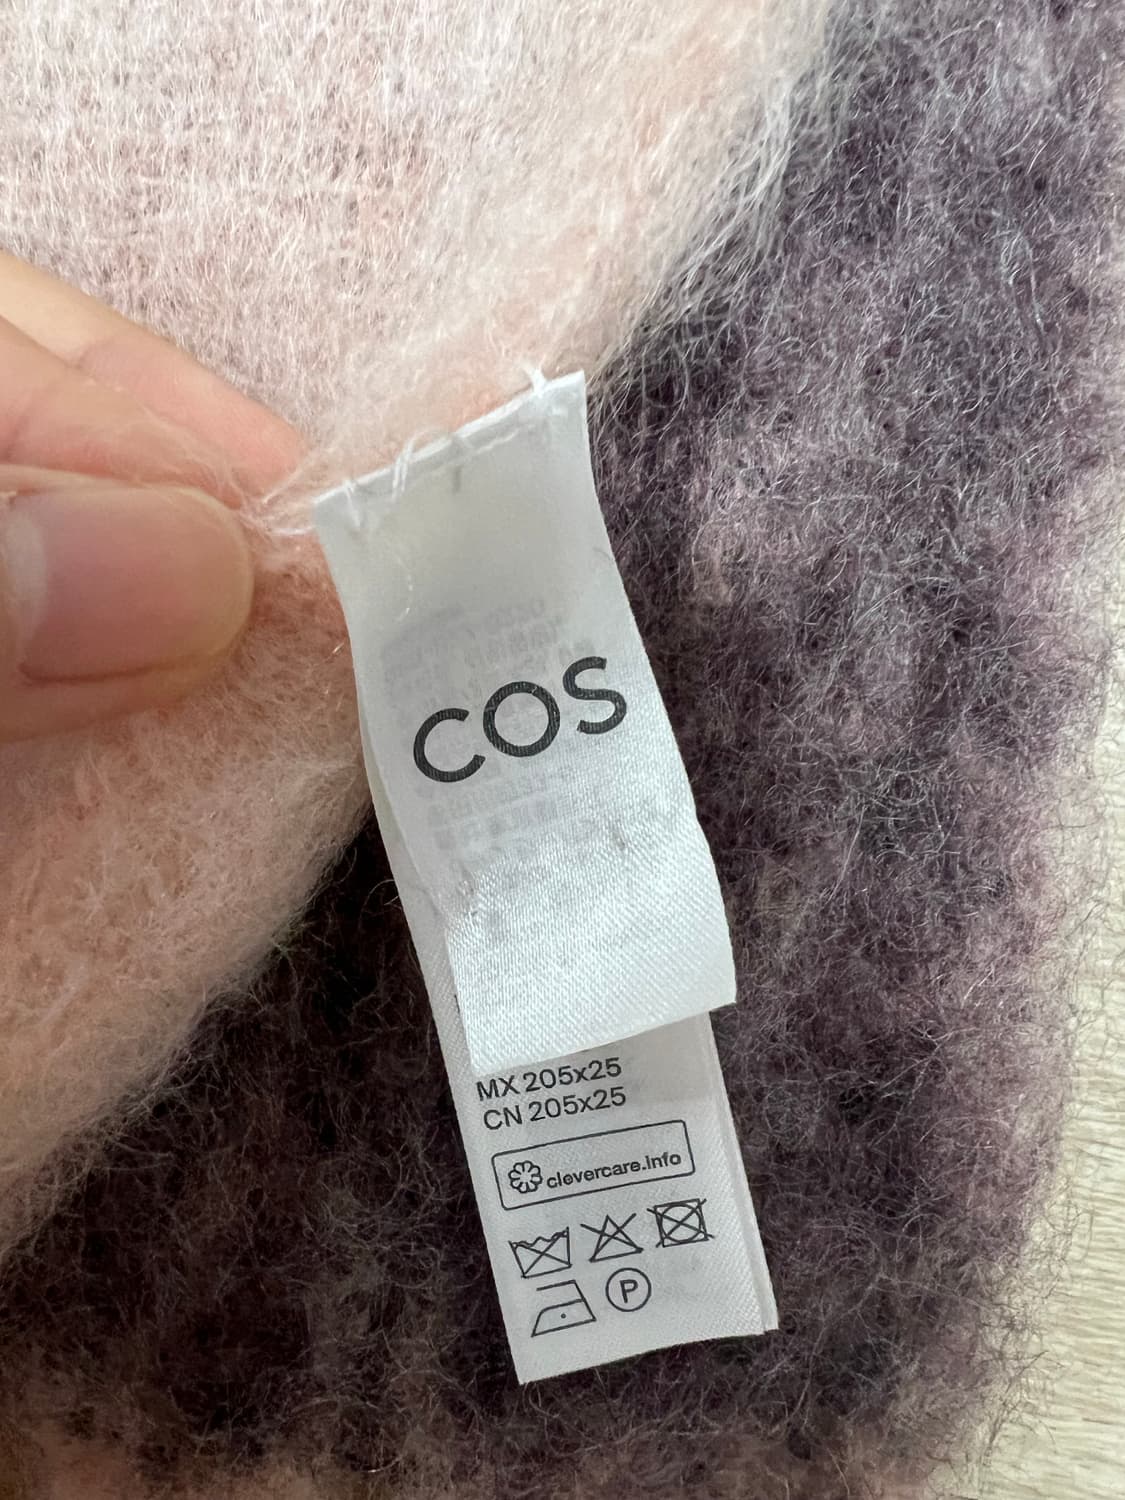 COS
MX 205x25
CN 205x25
clevercare.info
P